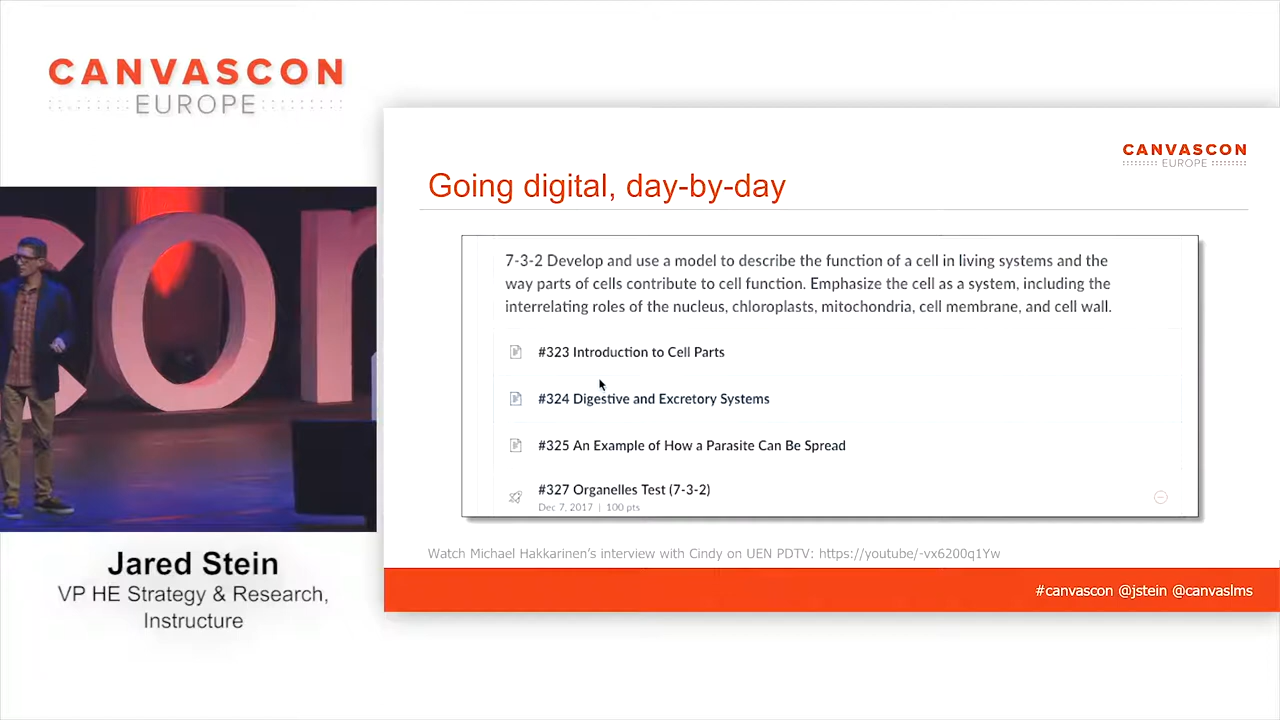 CANVASCON
EUROPE
Jared Stein
VP HE Strategy & Research,
Instructure
CANVASCON
EUROPE
Going digital, day-by-day
7-3-2 Develop and use a model to describe the function of a cell in living systems and the
way parts of cells contribute to cell function. Emphasize the cell as a system, including the
interrelating roles of the nucleus, chloroplasts, mitochondria, cell membrane, and cell wall.
#323 Introduction to Cell Parts
#324 Digestive and Excretory Systems
#325 An Example of How a Parasite Can Be Spread
#327 Organelles Test (7-3-2)
Dec 7, 2017 | 100 pts
Watch Michael Hakkarinen's interview with Cindy on UEN PDTV: https://youtube/-vx6200q1Yw
#canvascon @jstein @canvaslms